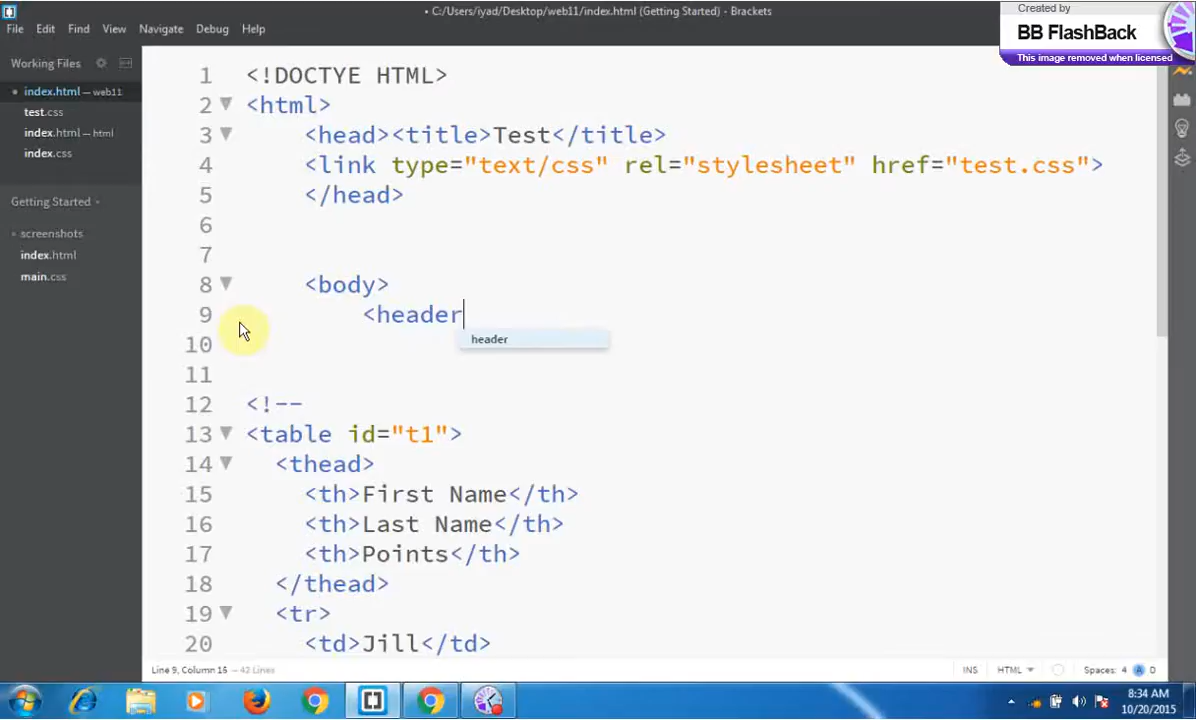 • C:/Users/iyad/Desktop/web11/index.html (Getting Started) - Brackets
Created by
BB FlashBack
This image removed when licensed
File Edit Find View Navigate Debug Help
Working Files
• index.html — web11
test.css
index.html — html
index.css
Getting Started
screenshots
index.html
main.css
1 <!DOCTYE HTML>
2 <html>
3 <head><title>Test</title>
4 <link type="text/css" rel="stylesheet" href="test.css">
5 </head>
6
7
8 <body>
9 <header
header
10
11
12 <!--
13 <table id="t1">
14 <thead>
15 <th>First Name</th>
16 <th>Last Name</th>
17 <th>Points</th>
18 </thead>
19 <tr>
20 <td>Jill</td>
Line 9, Column 16 — 42 Lines
INS HTML Spaces: 4 A D
8:34 AM
10/20/2015